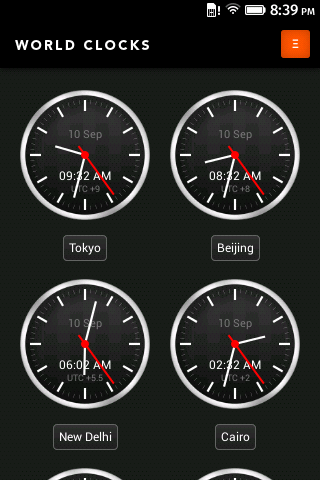 8:39 PM
WORLD CLOCKS
10 Sep
09:32 AM
UTC +9
Tokyo
10 Sep
08:32 AM
UTC +8
Beijing
10 Sep
06:02 AM
UTC +5.5
New Delhi
10 Sep
02:32 AM
UTC +2
Cairo